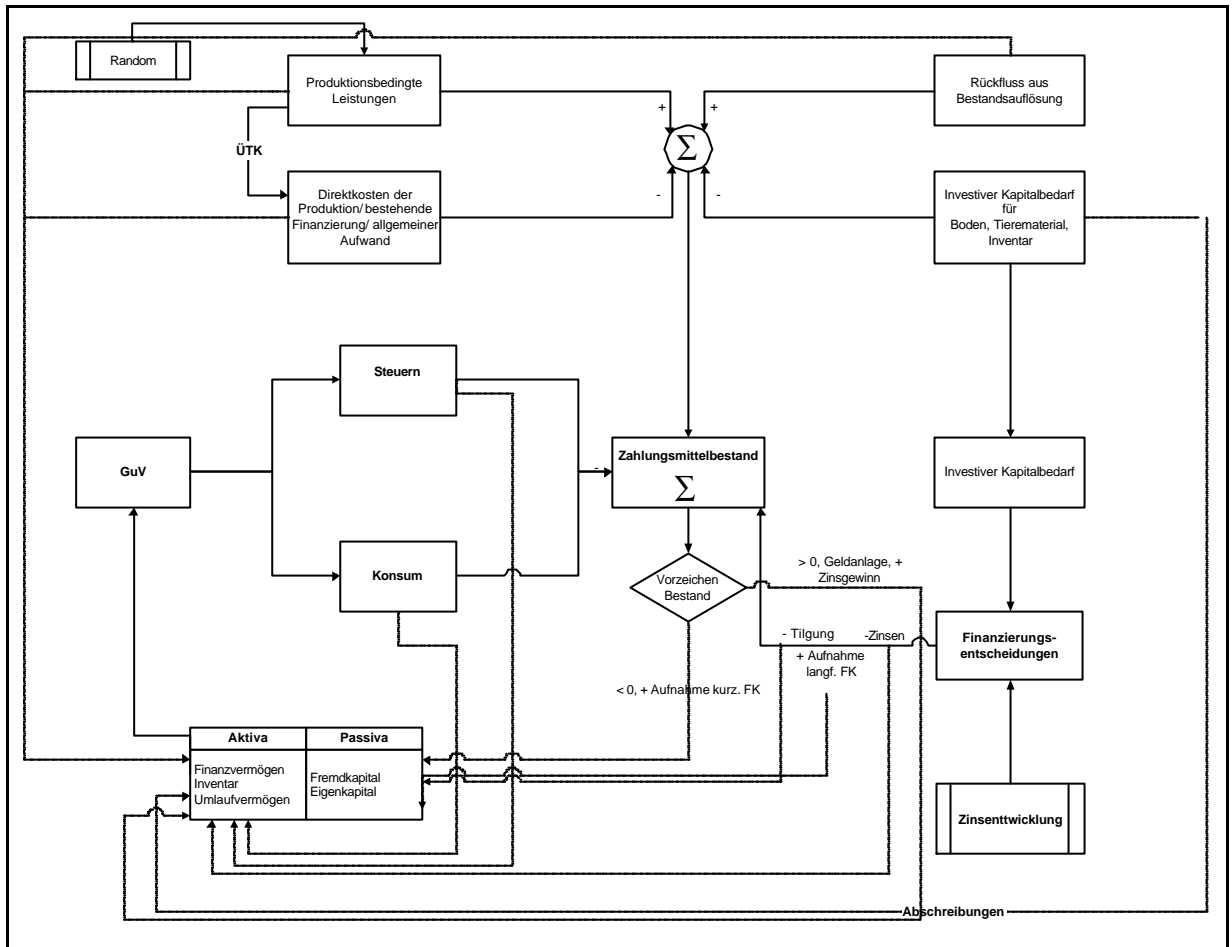 Random
Produktionsbedingte
Leistungen
Rückfluss aus
Bestandsauflösung
+
+
Σ
ÜTK
-
-
Direktkosten der
Produktion/ bestehende
Finanzierung/ allgemeiner
Aufwand
Investiver Kapitalbedarf
für
Boden, Tierematerial,
Inventar
Steuern
GuV
-
Zahlungsmittelbestand
Σ
Investiver Kapitalbedarf
Konsum
Vorzeichen
Bestand
> 0, Geldanlage, +
Zinsgewinn
- Tilgung
-Zinsen
+ Aufnahme
langf. FK
Finanzierungs-
entscheidungen
< 0, + Aufnahme kurz. FK
Aktiva
Passiva
Finanzvermögen
Inventar
Umlaufvermögen
Fremdkapital
Eigenkapital
Zinsenttwicklung
Abschreibungen